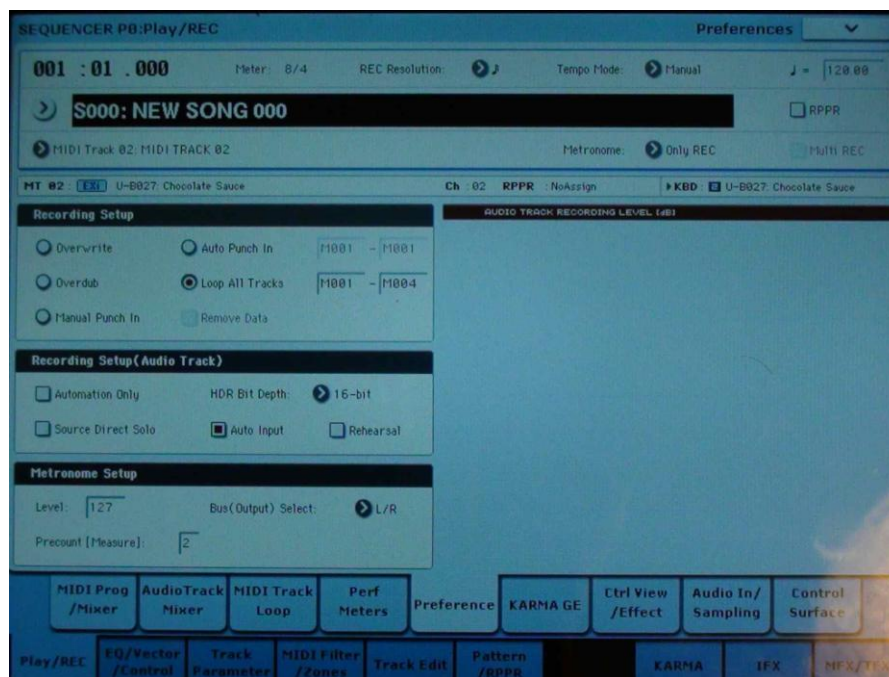 SEQUENCER P0:Play/REC Preferences
001 :01 .000 Meter: 8/4 REC Resolution: ♪ Tempo Mode: Manual ♩ = 120.00
S000: NEW SONG 000 RPPR
MIDI Track 02: MIDI TRACK 02 Metronome: Only REC Multi REC
MT 02 : EXi U-B027: Chocolate Sauce Ch :02 RPPR :NoAssign KBD : U-B027: Chocolate Sauce
Recording Setup AUDIO TRACK RECORDING LEVEL [dB]
Overwrite Auto Punch In M001 - M001
Overdub Loop All Tracks M001 - M004
Manual Punch In Remove Data
Recording Setup(Audio Track)
Automation Only HDR Bit Depth: 16-bit
Source Direct Solo Auto Input Rehearsal
Metronome Setup
Level: 127 Bus(Output) Select: L/R
Precount [Measure]: 2
MIDI Prog /Mixer AudioTrack Mixer MIDI Track Loop Perf Meters Preference KARMA GE Ctrl View /Effect Audio In/ Sampling Control Surface
Play/REC EQ/Vector /Control Track Parameter MIDI Filter /Zones Track Edit Pattern /RPPR KARMA IFX MFX/TFX